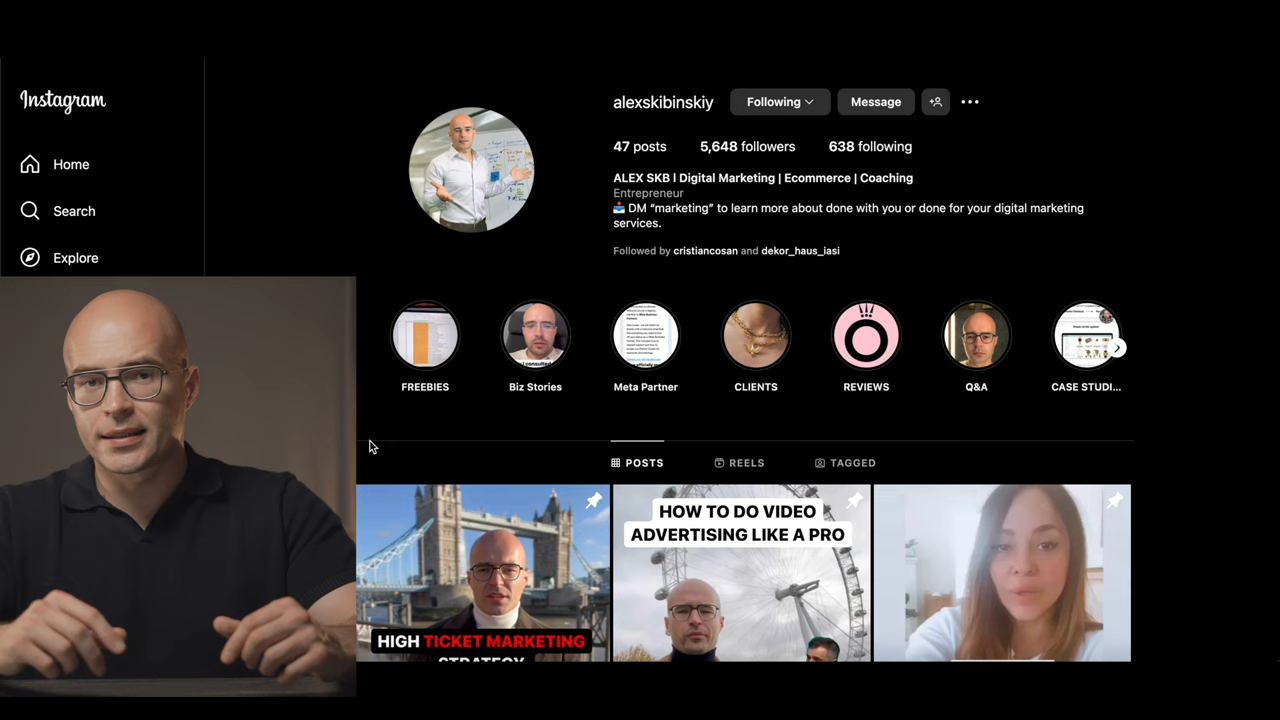 Instagram
Home
Search
Explore
alexskibinskiy
Following
Message
47 posts
5,648 followers
638 following
ALEX SKB I Digital Marketing | Ecommerce | Coaching
Entrepreneur
📩 DM “marketing” to learn more about done with you or done for your digital marketing
services.
Followed by cristiancosan and dekor_haus_iasi
FREEBIES
Biz Stories
Meta Partner
CLIENTS
REVIEWS
Q&A
CASE STUDI...
POSTS
REELS
TAGGED
HIGH TICKET MARKETING
STRATEGY
HOW TO DO VIDEO
ADVERTISING LIKE A PRO